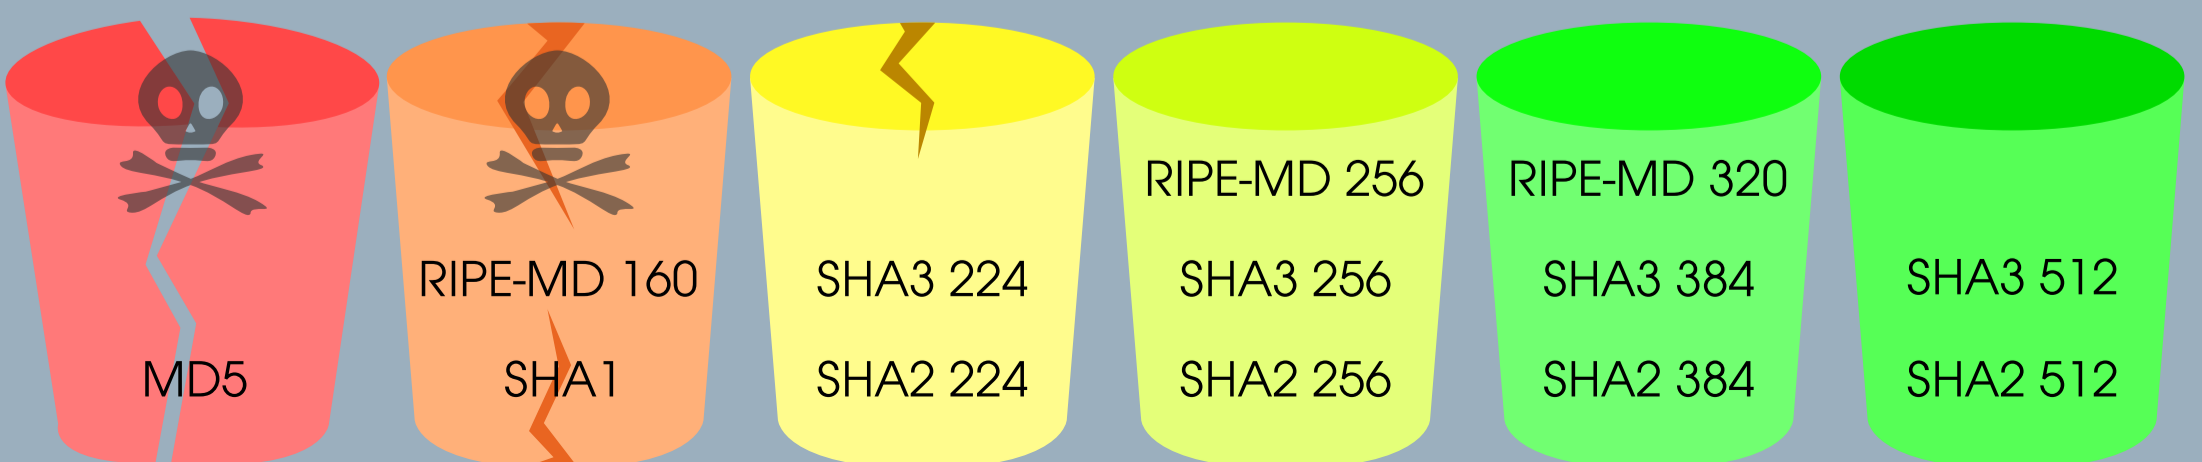 MD5
RIPE-MD 160
SHA1
SHA3 224
SHA2 224
RIPE-MD 256
SHA3 256
SHA2 256
RIPE-MD 320
SHA3 384
SHA2 384
SHA3 512
SHA2 512